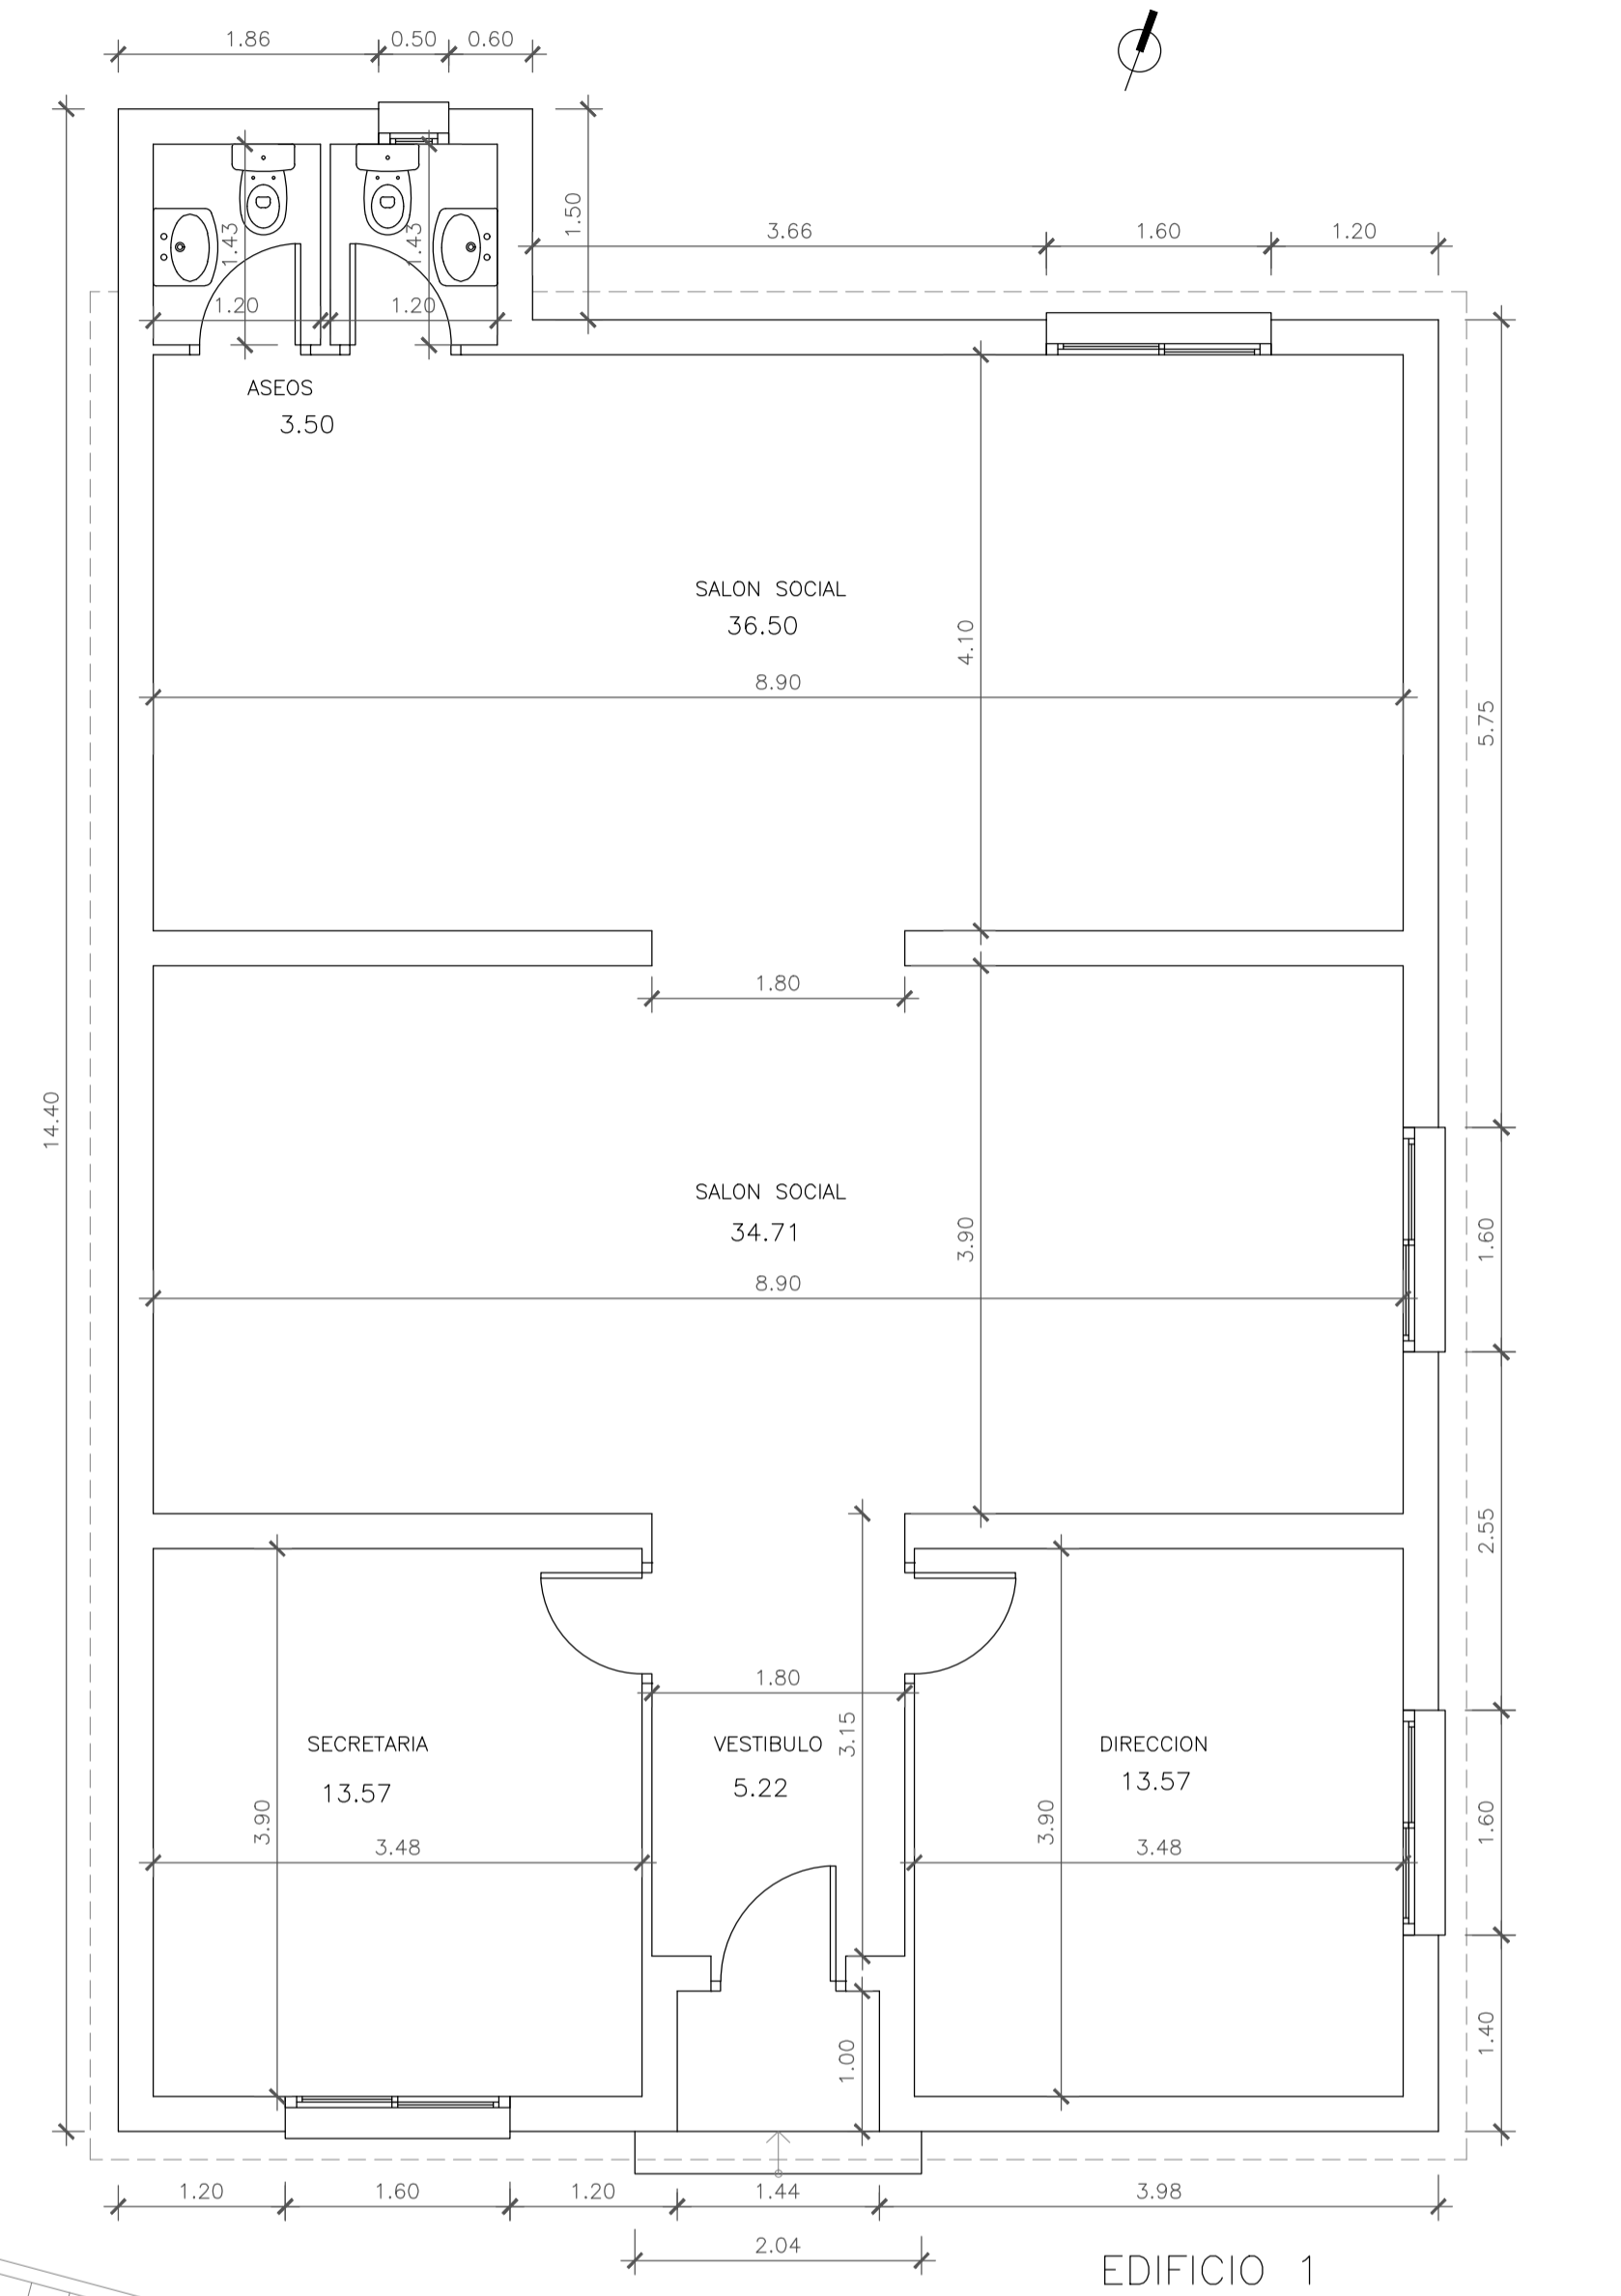 1.86 0.50 0.60
1.50
3.66 1.60 1.20
1.43 1.43
1.20 1.20
ASEOS
3.50
SALON SOCIAL
36.50
4.10
8.90
5.75
1.80
14.40
SALON SOCIAL
34.71
3.90
1.60
8.90
2.55
1.80
SECRETARIA
13.57
VESTIBULO
5.22
3.15
DIRECCION
13.57
3.90
3.48
3.90
3.48
1.60
1.00
1.40
1.20 1.60 1.20 1.44 3.98
2.04
EDIFICIO 1